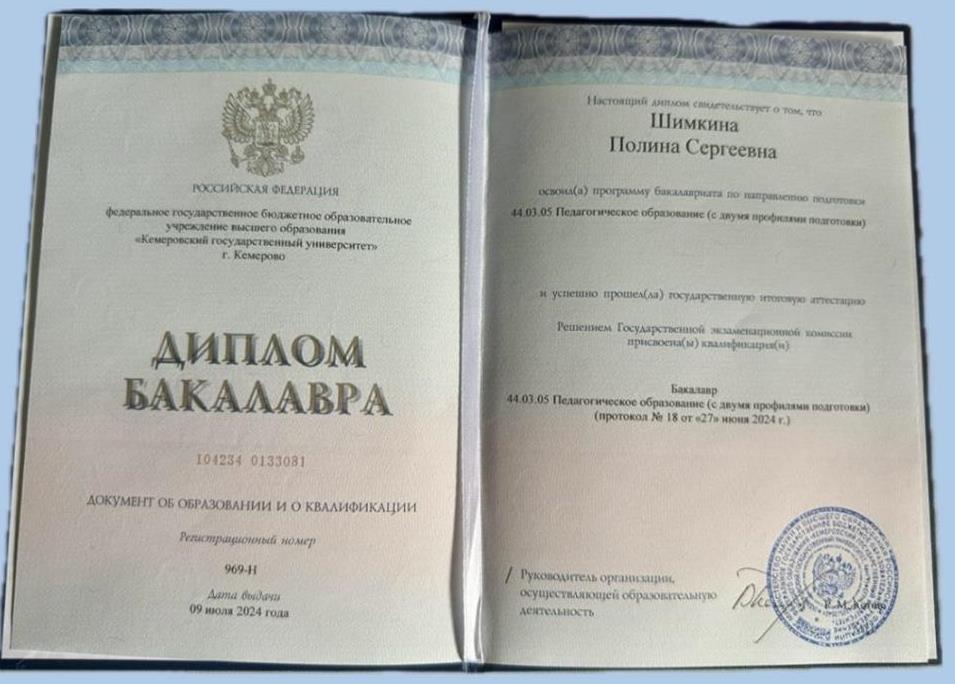 РОССИЙСКАЯ ФЕДЕРАЦИЯ
федеральное государственное бюджетное образовательное
учреждение высшего образования
«Кемеровский государственный университет»
г. Кемерово
ДИПЛОМ
БАКАЛАВРА
104234 0133081
ДОКУМЕНТ ОБ ОБРАЗОВАНИИ И О КВАЛИФИКАЦИИ
Регистрационный номер
969-Н
Дата выдачи
09 июля 2024 года
Настоящий диплом свидетельствует о том, что
Шимкина
Полина Сергеевна
освоил(а) программу бакалавриата по направлению подготовки
44.03.05 Педагогическое образование (с двумя профилями подготовки)
и успешно прошел(ла) государственную итоговую аттестацию
Решением Государственной экзаменационной комиссии
присвоена(ы) квалификация(и)
Бакалавр
44.03.05 Педагогическое образование (с двумя профилями подготовки)
(протокол № 18 от «27» июня 2024 г.)
/ Руководитель организации,
осуществляющей образовательную
деятельность